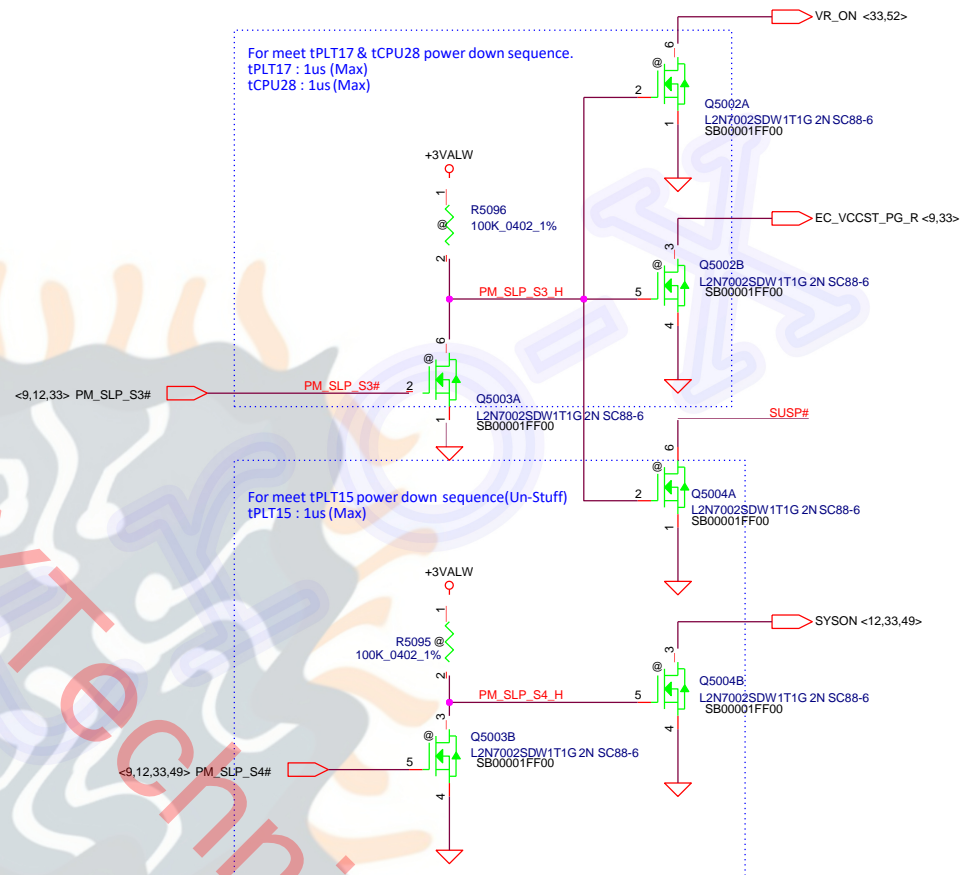 VR_ON <33,52>
For meet tPLT17 & tCPU28 power down sequence.
tPLT17 : 1us (Max)
tCPU28 : 1us (Max)
6
@
2
1
Q5002A
L2N7002SDW1T1G 2N SC88-6
SB00001FF00
+3VALW
1
R5096
@
100K_0402_1%
2
EC_VCCST_PG_R <9,33>
3
@
Q5002B
L2N7002SDW1T1G 2N SC88-6
SB00001FF00
PM_SLP_S3_H
5
4
6
@
<9,12,33> PM_SLP_S3#
PM_SLP_S3#
2
1
Q5003A
L2N7002SDW1T1G 2N SC88-6
SB00001FF00
SUSP#
6
@
2
1
Q5004A
L2N7002SDW1T1G 2N SC88-6
SB00001FF00
For meet tPLT15 power down sequence(Un-Stuff)
tPLT15 : 1us (Max)
+3VALW
1
R5095 @
100K_0402_1%
2
SYSON <12,33,49>
3
@
PM_SLP_S4_H
5
4
Q5004B
L2N7002SDW1T1G 2N SC88-6
SB00001FF00
3
@
Q5003B
L2N7002SDW1T1G 2N SC88-6
SB00001FF00
<9,12,33,49> PM_SLP_S4#
5
4